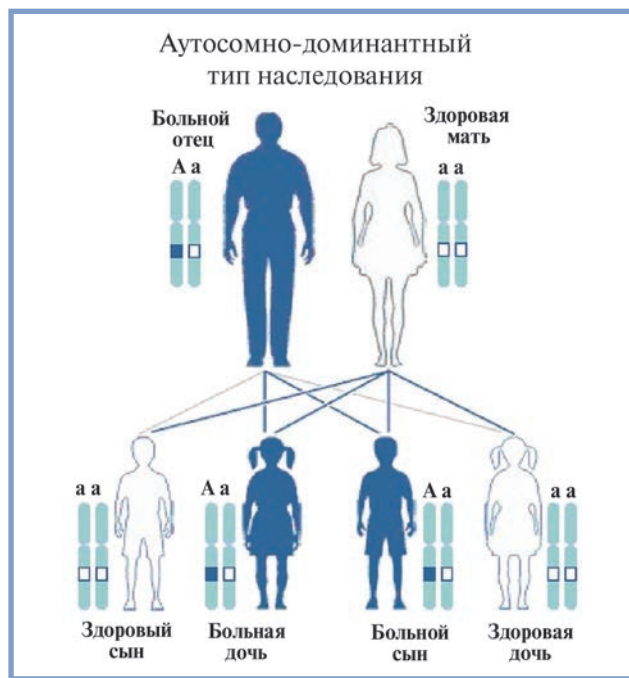 Аутосомно-доминантный
тип наследования
Больной
отец
А а
Здоровая
мать
а а
а а
А а
А а
а а
Здоровый
сын
Больная
дочь
Больной
сын
Здоровая
дочь